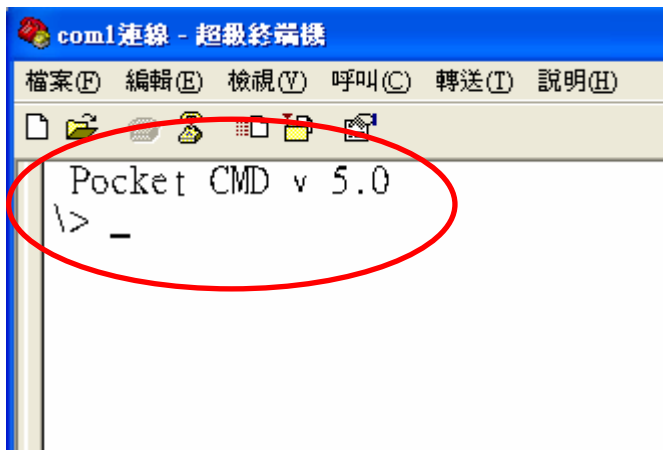 com1連線 - 超級終端機
檔案(F) 編輯(E) 檢視(V) 呼叫(C) 轉送(T) 說明(H)
Pocket CMD v 5.0
\> _